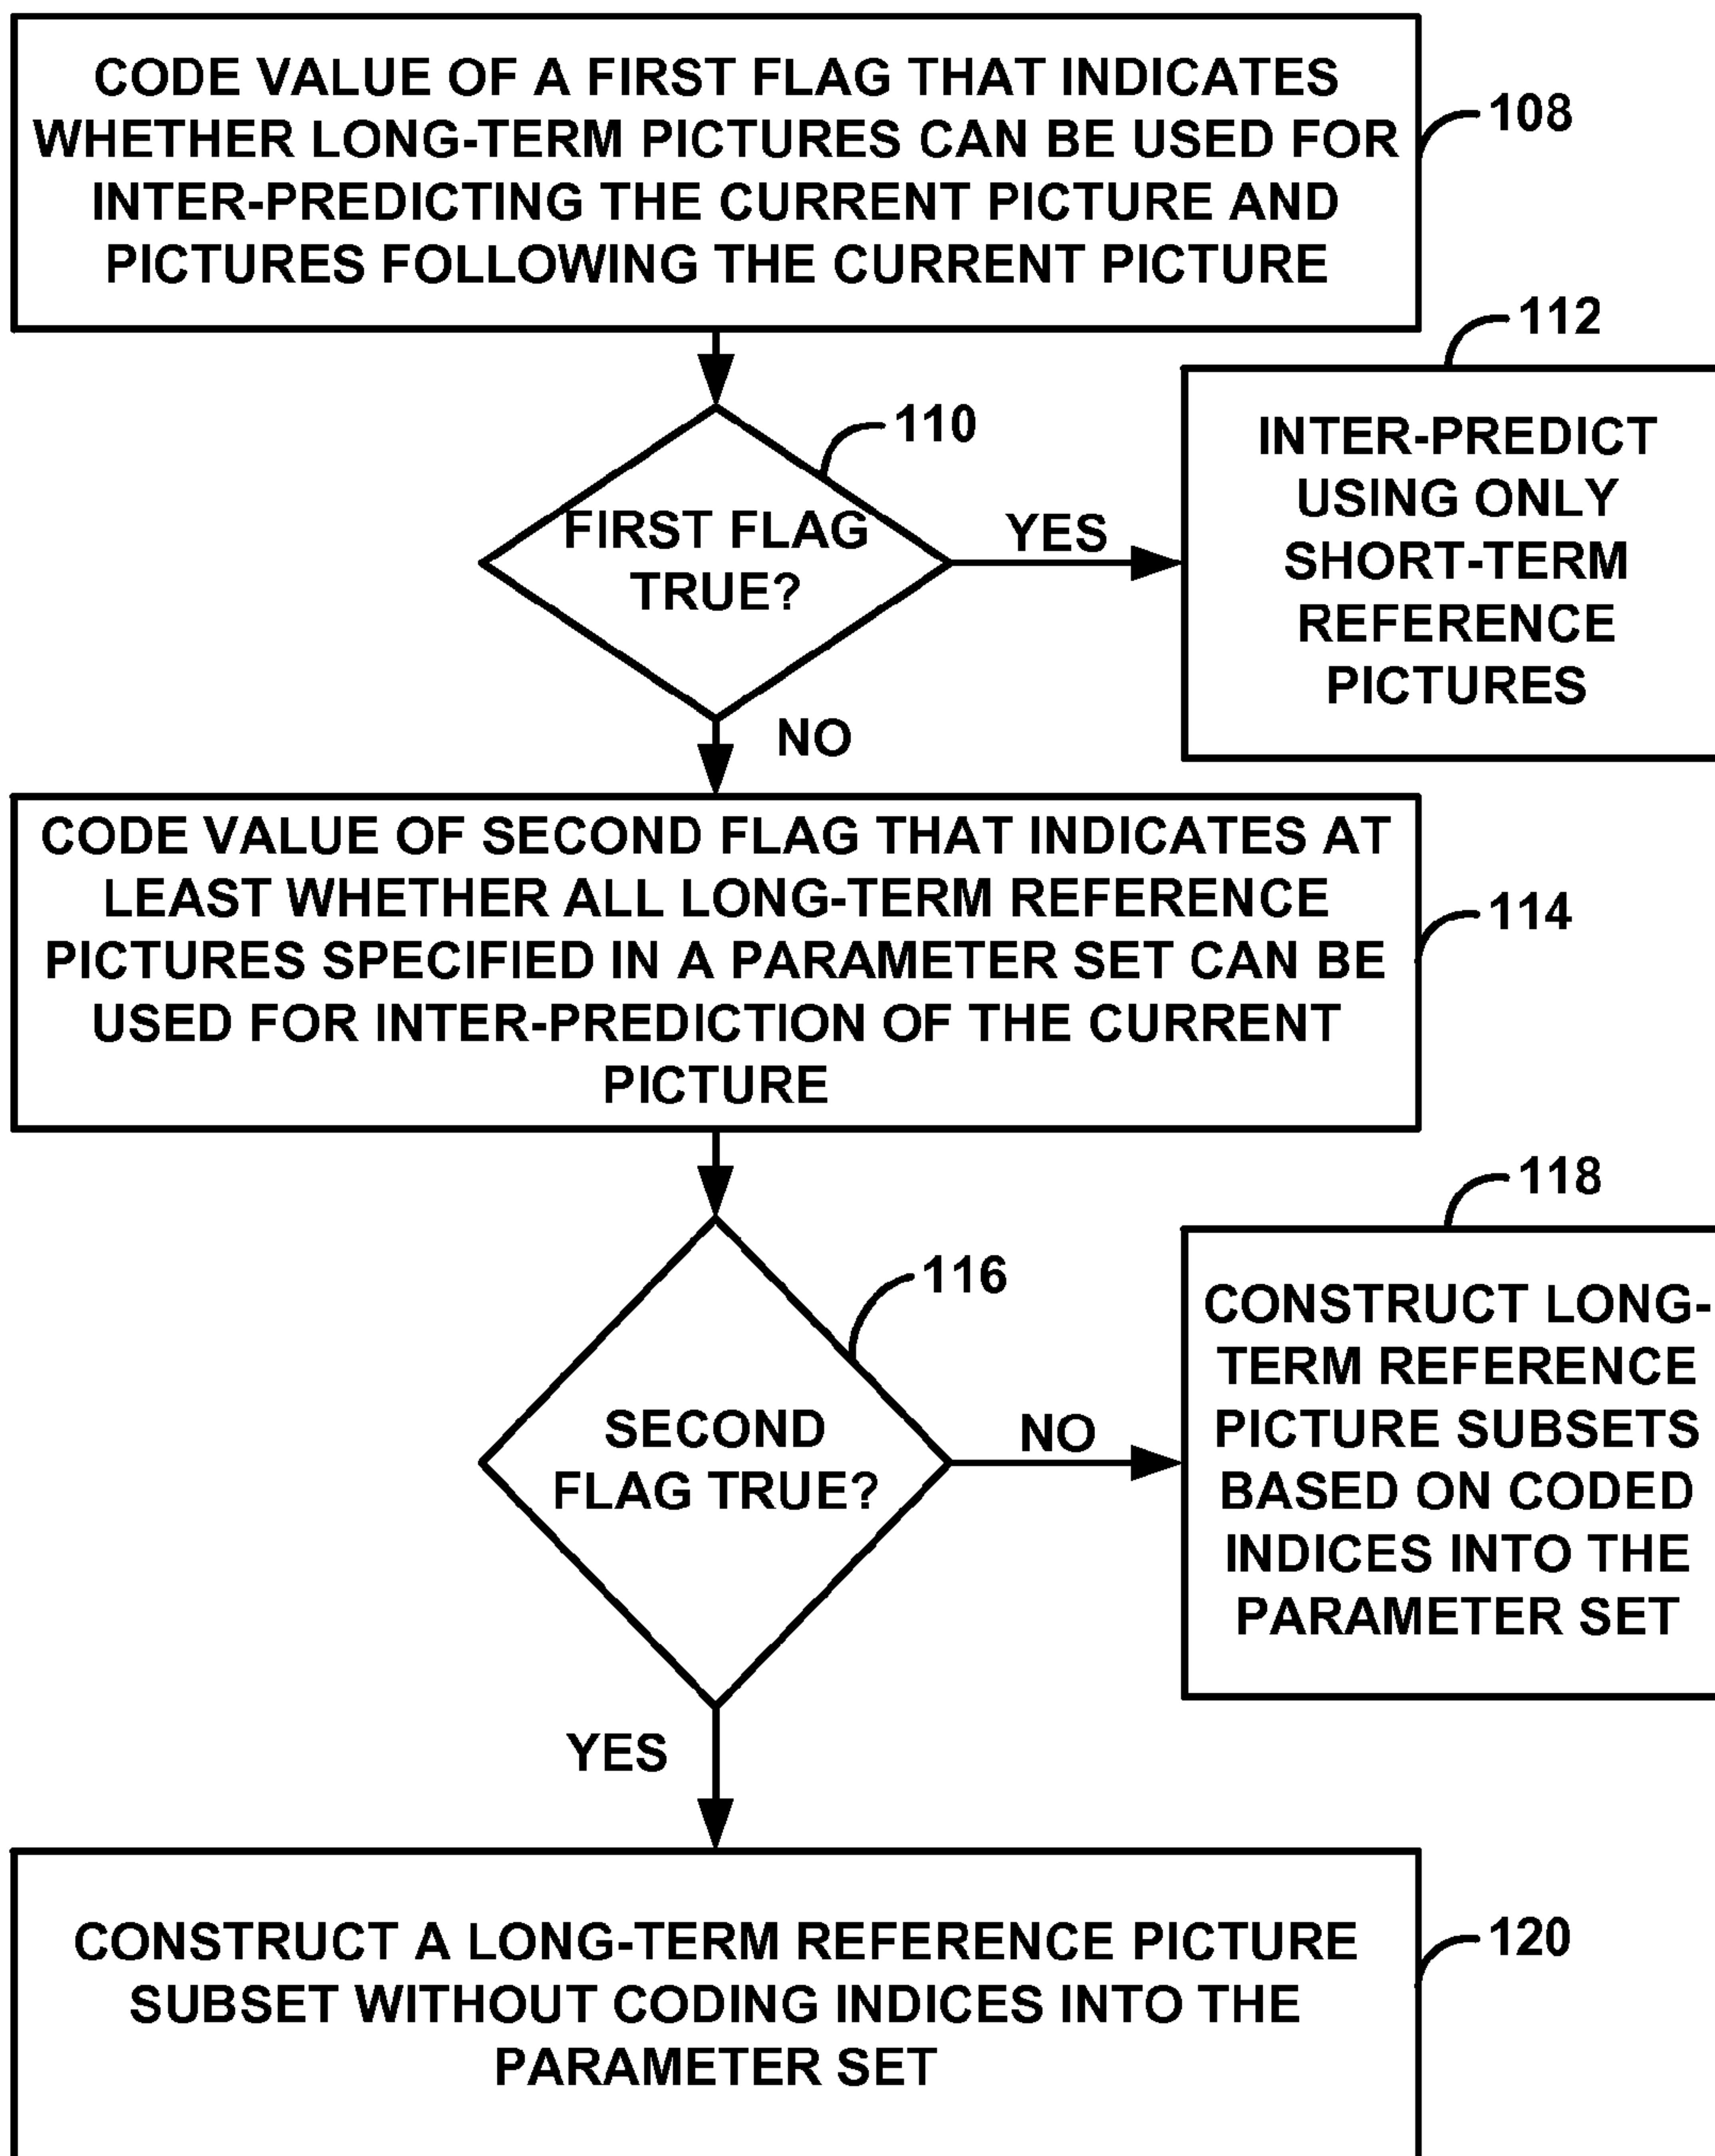 CODE VALUE OF A FIRST FLAG THAT INDICATES
WHETHER LONG-TERM PICTURES CAN BE USED FOR
INTER-PREDICTING THE CURRENT PICTURE AND
PICTURES FOLLOWING THE CURRENT PICTURE
108
112
110
FIRST FLAG
TRUE?
YES
INTER-PREDICT
USING ONLY
SHORT-TERM
REFERENCE
PICTURES
NO
CODE VALUE OF SECOND FLAG THAT INDICATES AT
LEAST WHETHER ALL LONG-TERM REFERENCE
PICTURES SPECIFIED IN A PARAMETER SET CAN BE
USED FOR INTER-PREDICTION OF THE CURRENT
PICTURE
114
118
116
SECOND
FLAG TRUE?
NO
CONSTRUCT LONG-
TERM REFERENCE
PICTURE SUBSETS
BASED ON CODED
INDICES INTO THE
PARAMETER SET
YES
CONSTRUCT A LONG-TERM REFERENCE PICTURE
SUBSET WITHOUT CODING INDICES INTO THE
PARAMETER SET
120